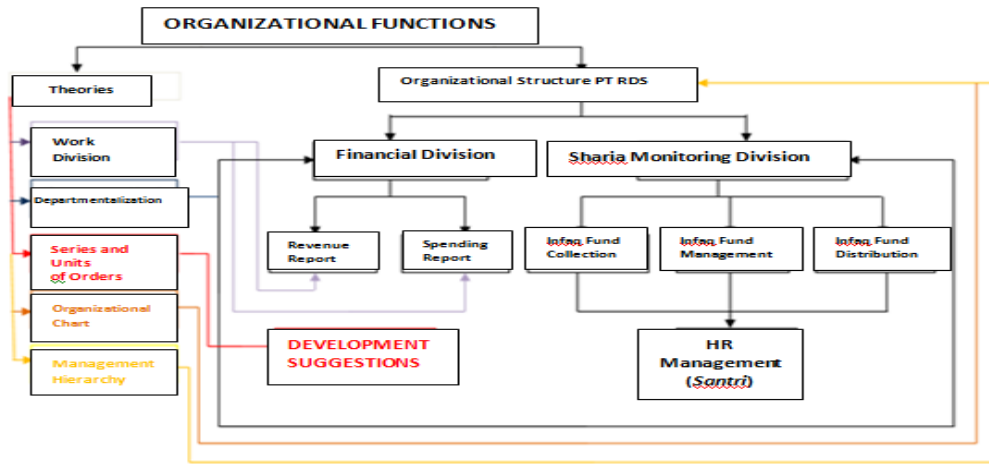 ORGANIZATIONAL FUNCTIONS
Theories
Organizational Structure PT RDS
Work
Division
Financial Division
Sharia Monitoring Division
Departmentalization
Series and
Units
of Orders
Revenue
Report
Spending
Report
Infaq Fund
Collection
Infaq Fund
Management
Infaq Fund
Distribution
Organizational
Chart
DEVELOPMENT
SUGGESTIONS
HR
Management
(Santri)
Management
Hierarchy